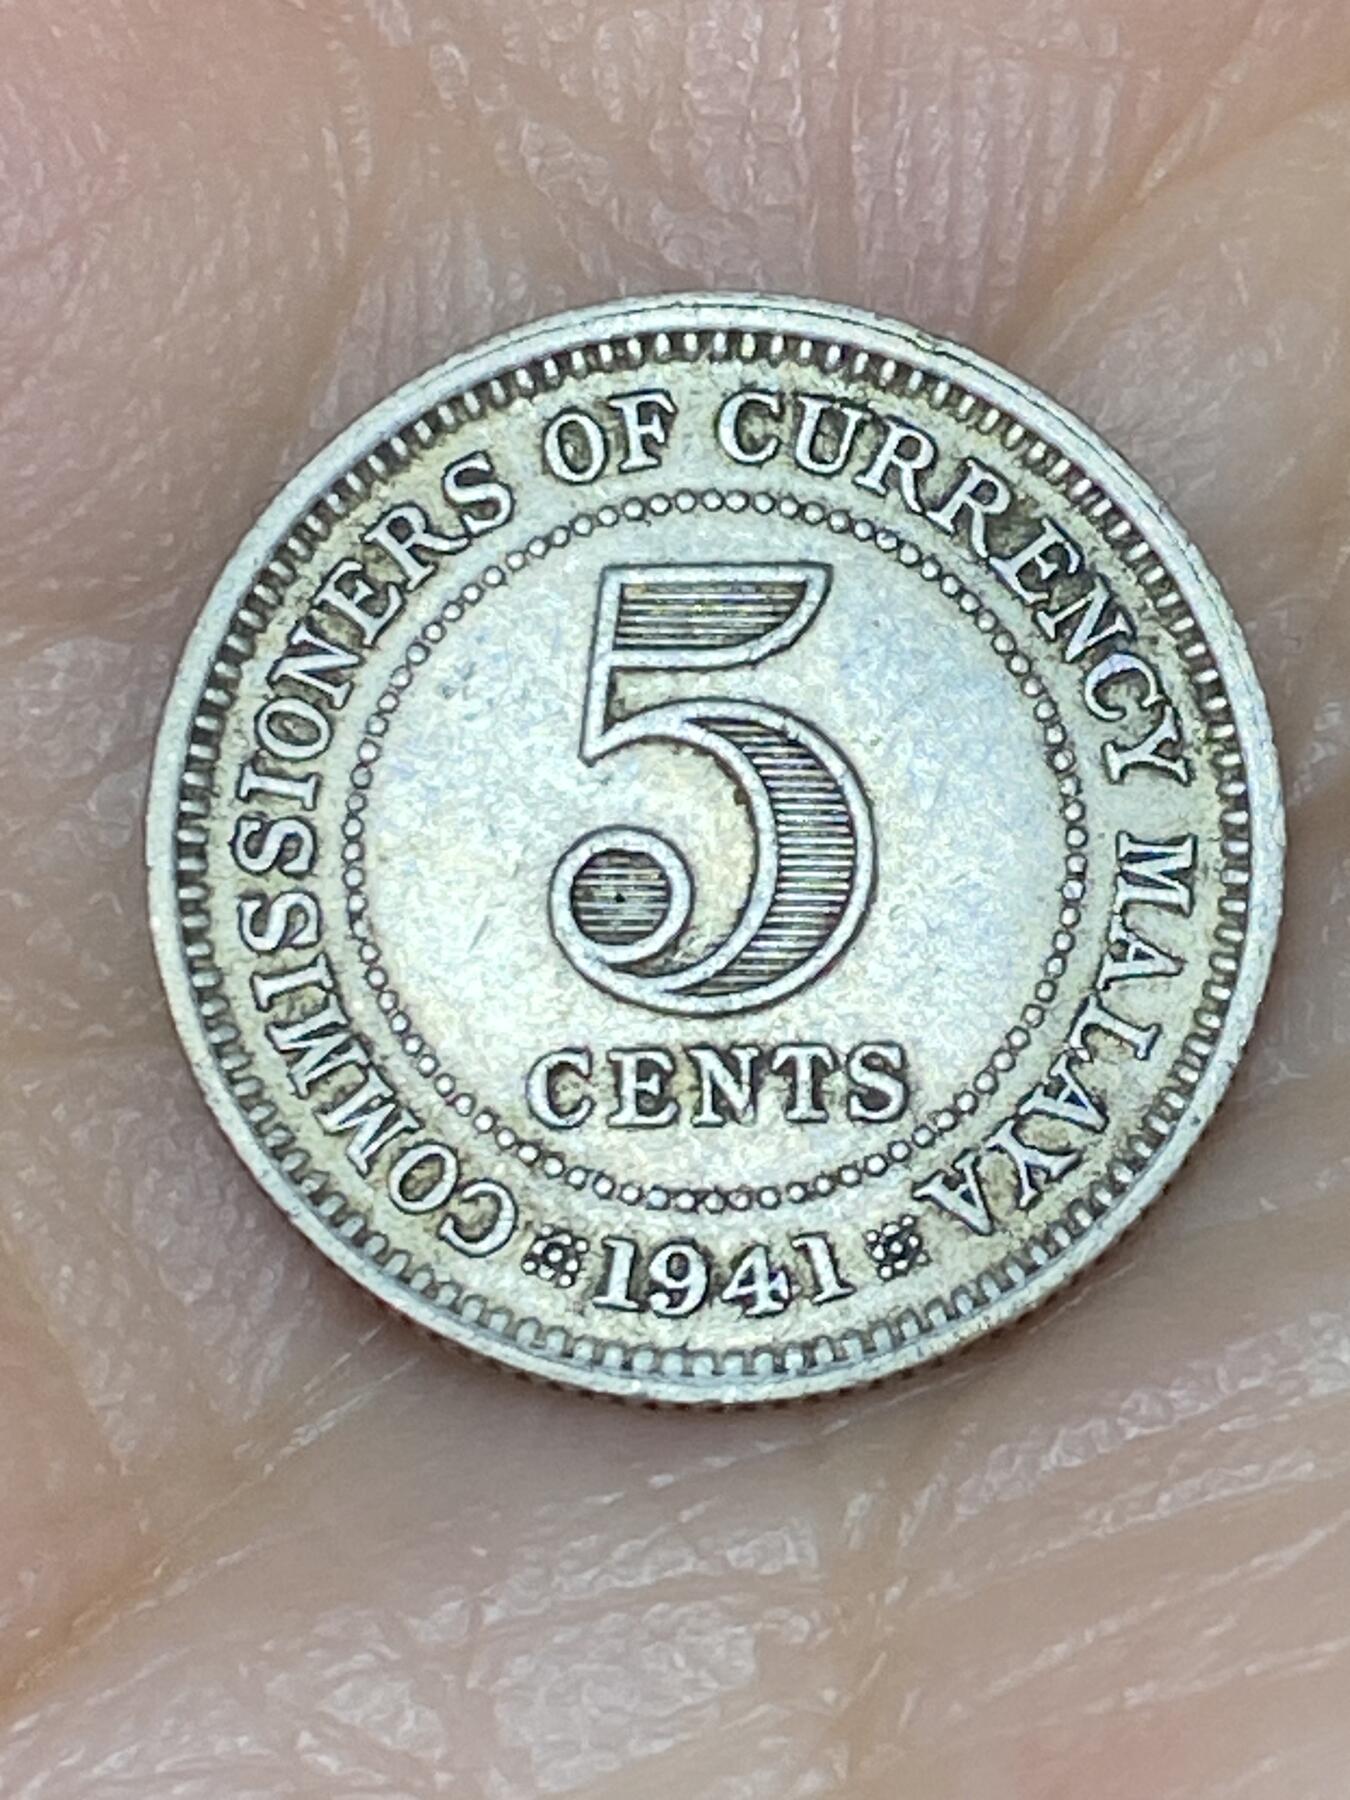 COMMISSIONERS OF CURRENCY MALAYA
5
CENTS
1941